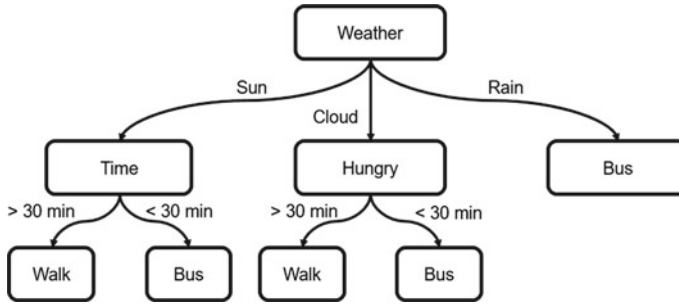 Weather
Sun
Cloud
Rain
Time
Hungry
Bus
> 30 min
< 30 min
> 30 min
< 30 min
Walk
Bus
Walk
Bus